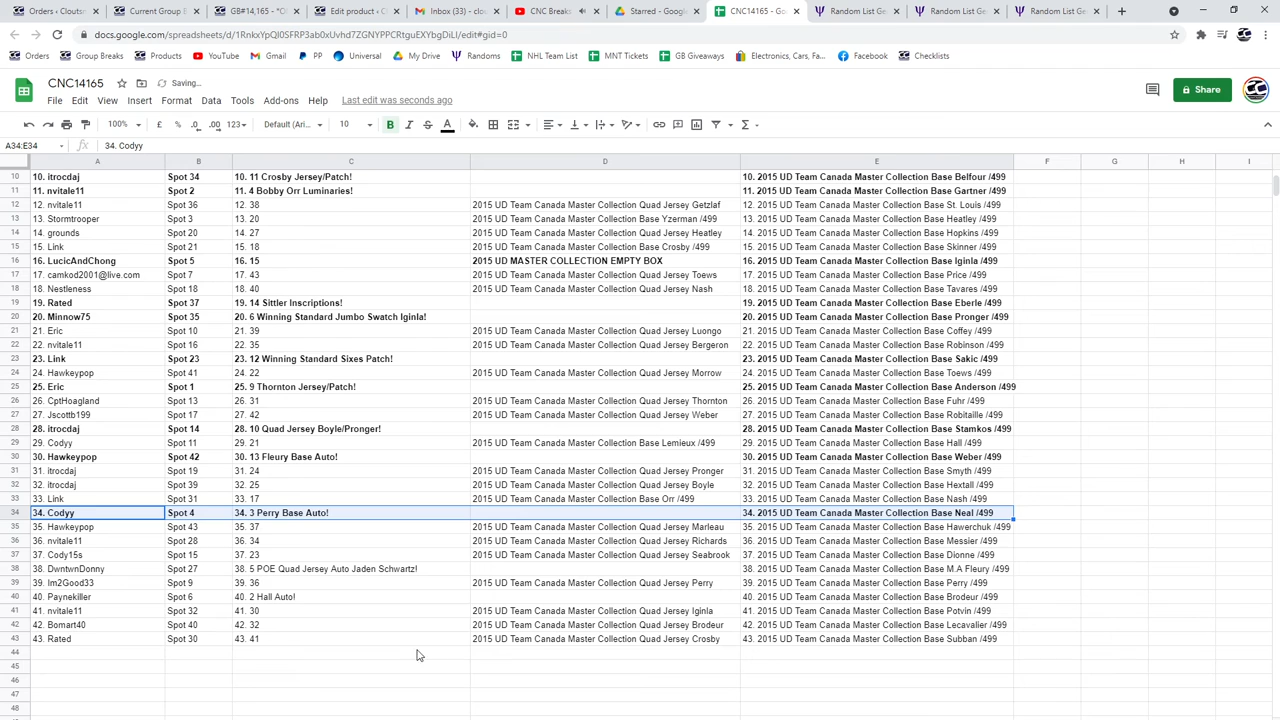 Orders < Cloutsn
Current Group B
GB#14,165 - *C
Edit product < Cl
Inbox (33) - clou
CNC Break
Starred - Google
CNC14165 - Go
Random List Ge
Random List Ge
Random List Ge
docs.google.com/spreadsheets/d/1RnkxYpQI0SFRP3ab0xUvhd7ZGNYPPCRtguEXYbgDiLI/edit#gid=0
Orders Group Breaks Products YouTube Gmail PP Universal My Drive Randoms NHL Team List MNT Tickets GB Giveaways Electronics, Cars, Fa... Facebook Checklists
CNC14165 Saving... Share
File Edit View Insert Format Data Tools Add-ons Help Last edit was seconds ago
100% £ % .0 .00 123 Default (Ari... 10 B I S A
A34:E34 fx 34. Codyy
A B C D E F G H I
10 10. itrocdaj Spot 34 10. 11 Crosby Jersey/Patch! 10. 2015 UD Team Canada Master Collection Base Belfour /499
11 11. nvitale11 Spot 2 11. 4 Bobby Orr Luminaries! 11. 2015 UD Team Canada Master Collection Base Gartner /499
12 12. nvitale11 Spot 36 12. 38 2015 UD Team Canada Master Collection Quad Jersey Getzlaf 12. 2015 UD Team Canada Master Collection Base St. Louis /499
13 13. Stormtrooper Spot 3 13. 20 2015 UD Team Canada Master Collection Base Yzerman /499 13. 2015 UD Team Canada Master Collection Base Heatley /499
14 14. grounds Spot 20 14. 27 2015 UD Team Canada Master Collection Quad Jersey Heatley 14. 2015 UD Team Canada Master Collection Base Hopkins /499
15 15. Link Spot 21 15. 18 2015 UD Team Canada Master Collection Base Crosby /499 15. 2015 UD Team Canada Master Collection Base Skinner /499
16 16. LucicAndChong Spot 5 16. 15 2015 UD MASTER COLLECTION EMPTY BOX 16. 2015 UD Team Canada Master Collection Base Iginla /499
17 17. camkod2001@live.com Spot 7 17. 43 2015 UD Team Canada Master Collection Quad Jersey Toews 17. 2015 UD Team Canada Master Collection Base Price /499
18 18. Nestleness Spot 18 18. 40 2015 UD Team Canada Master Collection Quad Jersey Nash 18. 2015 UD Team Canada Master Collection Base Tavares /499
19 19. Rated Spot 37 19. 14 Sittler Inscriptions! 19. 2015 UD Team Canada Master Collection Base Eberle /499
20 20. Minnow75 Spot 35 20. 6 Winning Standard Jumbo Swatch Iginla! 20. 2015 UD Team Canada Master Collection Base Pronger /499
21 21. Eric Spot 10 21. 39 2015 UD Team Canada Master Collection Quad Jersey Luongo 21. 2015 UD Team Canada Master Collection Base Coffey /499
22 22. nvitale11 Spot 16 22. 35 2015 UD Team Canada Master Collection Quad Jersey Bergeron 22. 2015 UD Team Canada Master Collection Base Robinson /499
23 23. Link Spot 23 23. 12 Winning Standard Sixes Patch! 23. 2015 UD Team Canada Master Collection Base Sakic /499
24 24. Hawkeypop Spot 41 24. 22 2015 UD Team Canada Master Collection Quad Jersey Morrow 24. 2015 UD Team Canada Master Collection Base Toews /499
25 25. Eric Spot 1 25. 9 Thornton Jersey/Patch! 25. 2015 UD Team Canada Master Collection Base Anderson /499
26 26. CptHoagland Spot 13 26. 31 2015 UD Team Canada Master Collection Quad Jersey Thornton 26. 2015 UD Team Canada Master Collection Base Fuhr /499
27 27. Jscottb199 Spot 17 27. 42 2015 UD Team Canada Master Collection Quad Jersey Weber 27. 2015 UD Team Canada Master Collection Base Robitaille /499
28 28. itrocdaj Spot 14 28. 10 Quad Jersey Boyle/Pronger! 28. 2015 UD Team Canada Master Collection Base Stamkos /499
29 29. Codyy Spot 11 29. 21 2015 UD Team Canada Master Collection Base Lemieux /499 29. 2015 UD Team Canada Master Collection Base Hall /499
30 30. Hawkeypop Spot 42 30. 13 Fleury Base Auto! 30. 2015 UD Team Canada Master Collection Base Weber /499
31 31. itrocdaj Spot 19 31. 24 2015 UD Team Canada Master Collection Quad Jersey Pronger 31. 2015 UD Team Canada Master Collection Base Smyth /499
32 32. itrocdaj Spot 39 32. 25 2015 UD Team Canada Master Collection Quad Jersey Boyle 32. 2015 UD Team Canada Master Collection Base Hextall /499
33 33. Link Spot 31 33. 17 2015 UD Team Canada Master Collection Base Orr /499 33. 2015 UD Team Canada Master Collection Base Nash /499
34 34. Codyy Spot 4 34. 3 Perry Base Auto! 34. 2015 UD Team Canada Master Collection Base Neal /499
35 35. Hawkeypop Spot 43 35. 37 2015 UD Team Canada Master Collection Quad Jersey Marleau 35. 2015 UD Team Canada Master Collection Base Hawerchuk /499
36 36. nvitale11 Spot 28 36. 34 2015 UD Team Canada Master Collection Quad Jersey Richards 36. 2015 UD Team Canada Master Collection Base Messier /499
37 37. Cody15s Spot 15 37. 23 2015 UD Team Canada Master Collection Quad Jersey Seabrook 37. 2015 UD Team Canada Master Collection Base Dionne /499
38 38. DwntwnDonny Spot 27 38. 5 POE Quad Jersey Auto Jaden Schwartz! 38. 2015 UD Team Canada Master Collection Base M.A Fleury /499
39 39. Im2Good33 Spot 9 39. 36 2015 UD Team Canada Master Collection Quad Jersey Perry 39. 2015 UD Team Canada Master Collection Base Perry /499
40 40. Paynekiller Spot 6 40. 2 Hall Auto! 40. 2015 UD Team Canada Master Collection Base Brodeur /499
41 41. nvitale11 Spot 32 41. 30 2015 UD Team Canada Master Collection Quad Jersey Iginla 41. 2015 UD Team Canada Master Collection Base Potvin /499
42 42. Bomart40 Spot 40 42. 32 2015 UD Team Canada Master Collection Quad Jersey Brodeur 42. 2015 UD Team Canada Master Collection Base Lecavalier /499
43 43. Rated Spot 30 43. 41 2015 UD Team Canada Master Collection Quad Jersey Crosby 43. 2015 UD Team Canada Master Collection Base Subban /499
44
45
46
47
48